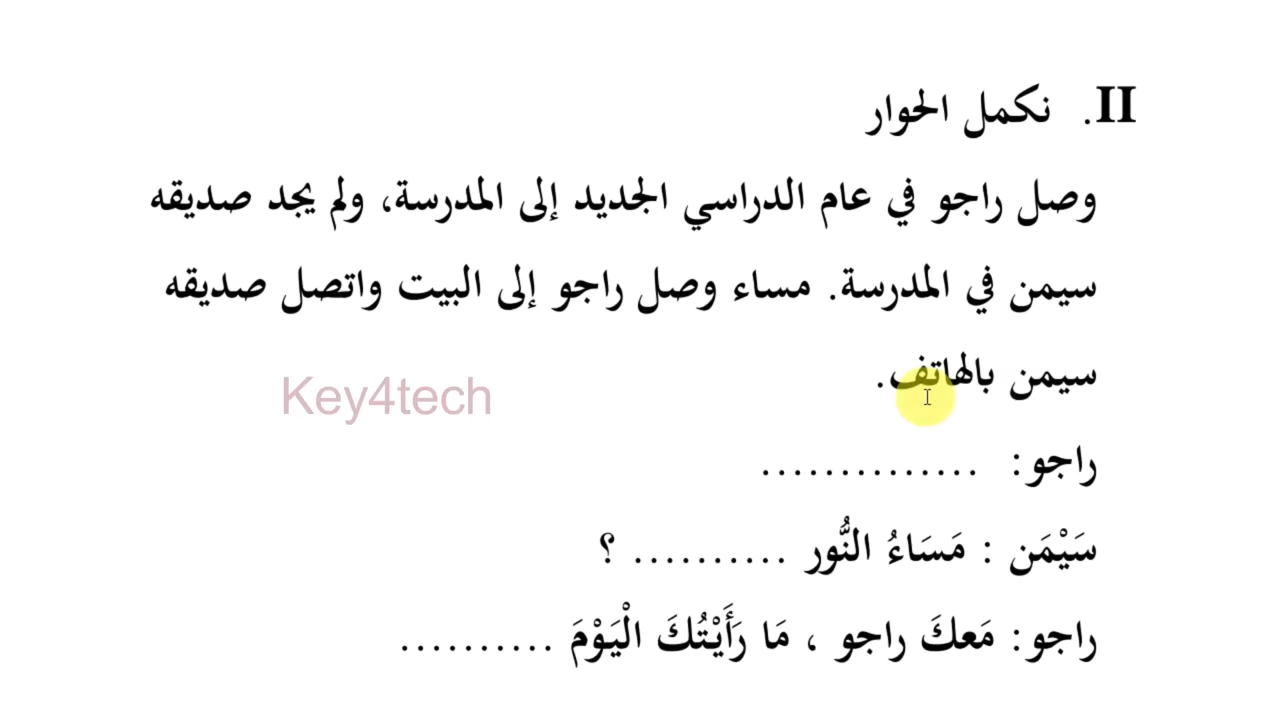 II. نكمل الحوار
وصل راجو في عام الدراسي الجديد إلى المدرسة، ولم يجد صديقه
سيمن في المدرسة. مساء وصل راجو إلى البيت واتصل صديقه
سيمن بالهاتف.
Key4tech
راجو: ..............
سَيْمَن : مَسَاءُ النُّور .......... ؟
راجو: مَعكَ راجو ، مَا رَأَيْتُكَ الْيَوْمَ ..........